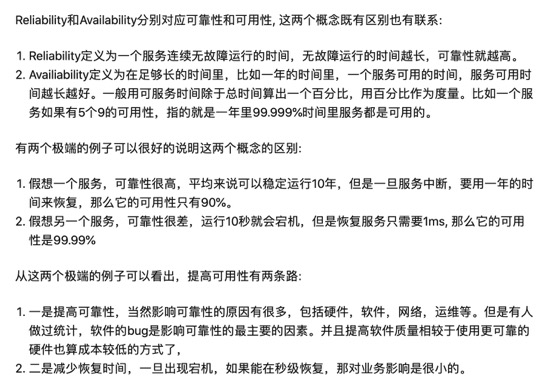 Reliability和Availability分别对应可靠性和可用性, 这两个概念既有区别也有联系:
1. Reliability定义为一个服务连续无故障运行的时间，无故障运行的时间越长，可靠性就越高。
2. Availiability定义为在足够长的时间里，比如一年的时间里，一个服务可用的时间，服务可用时
间越长越好。一般用可服务时间除于总时间算出一个百分比，用百分比作为度量。比如一个服
务如果有5个9的可用性，指的就是一年里99.999%时间里服务都是可用的。
有两个极端的例子可以很好的说明这两个概念的区别:
1. 假想一个服务，可靠性很高，平均来说可以稳定运行10年，但是一旦服务中断，要用一年的时
间来恢复，那么它的可用性只有90%。
2. 假想另一个服务，可靠性很差，运行10秒就会宕机，但是恢复服务只需要1ms, 那么它的可用
性是99.99%
从这两个极端的例子可以看出，提高可用性有两条路:
1. 一是提高可靠性，当然影响可靠性的原因有很多，包括硬件，软件，网络，运维等。但是有人
做过统计，软件的bug是影响可靠性的最主要的因素。并且提高软件质量相较于使用更可靠的
硬件也算成本较低的方式了，
2. 二是减少恢复时间，一旦出现宕机，如果能在秒级恢复，那对业务影响是很小的。